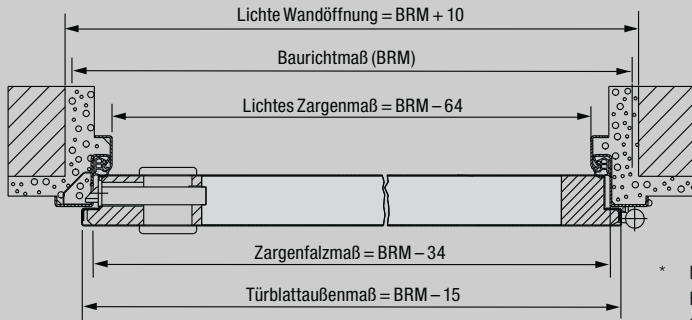 Lichte Wandöffnung = BRM + 10
Baurichtmaß (BRM)
Lichtes Zargenmaß = BRM – 64
Zargenfalzmaß = BRM – 34
*
Türblattaußenmaß = BRM – 15